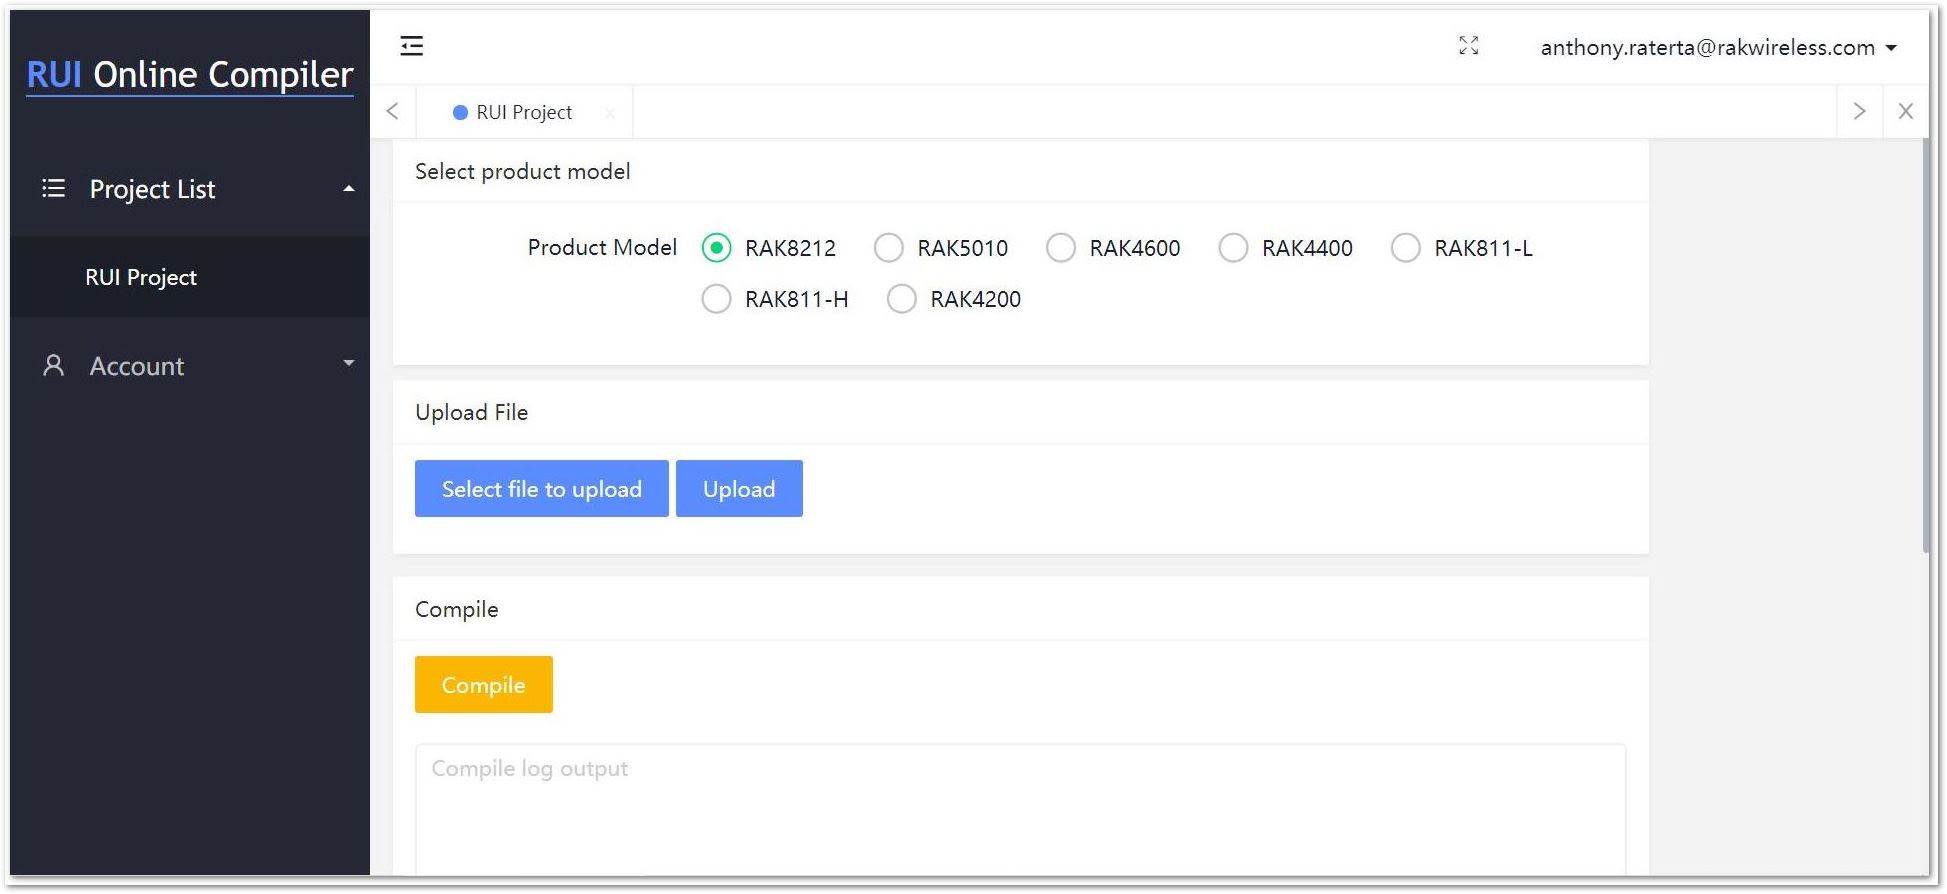 RUI Online Compiler
Project List
RUI Project
Account
anthony.raterta@rakwireless.com
RUI Project
Select product model
Product Model RAK8212 RAK5010 RAK4600 RAK4400 RAK811-L
RAK811-H RAK4200
Upload File
Select file to upload Upload
Compile
Compile
Compile log output